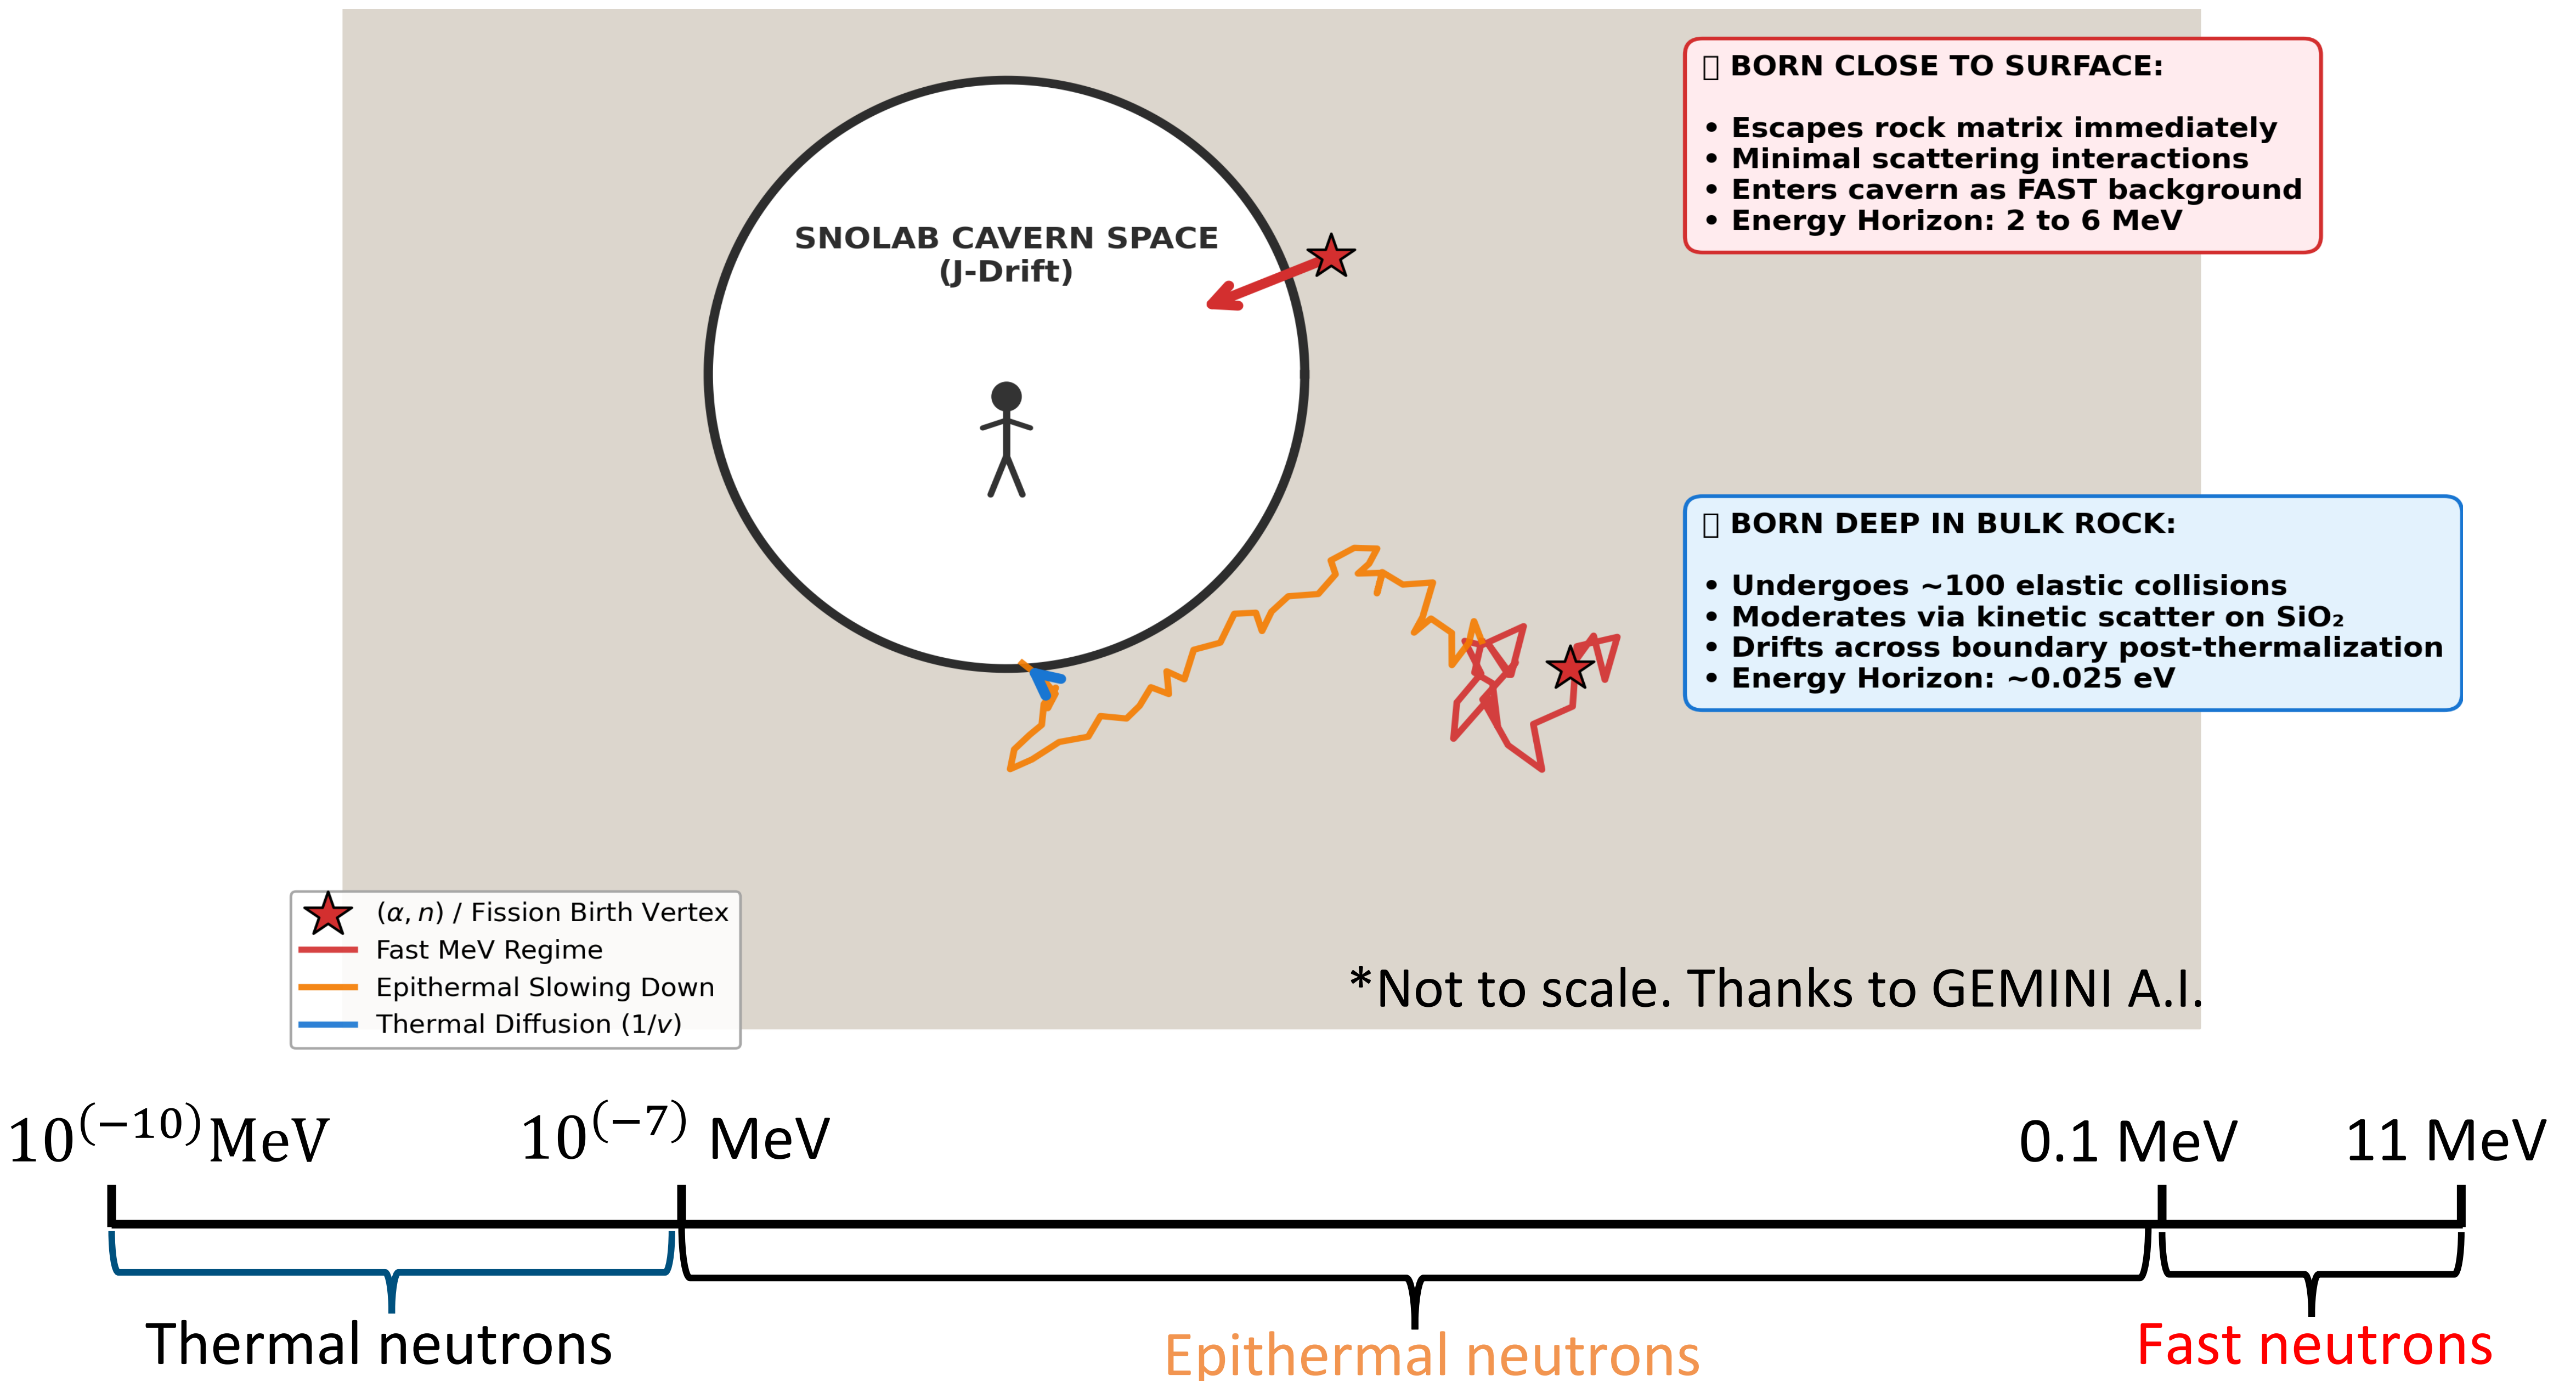 BORN CLOSE TO SURFACE:
• Escapes rock matrix immediately
• Minimal scattering interactions
• Enters cavern as FAST background
• Energy Horizon: 2 to 6 MeV
SNOLAB CAVERN SPACE
(J-Drift)
BORN DEEP IN BULK ROCK:
• Undergoes ~100 elastic collisions
• Moderates via kinetic scatter on SiO₂
• Drifts across boundary post-thermalization
• Energy Horizon: ~0.025 eV
(α, n) / Fission Birth Vertex
Fast MeV Regime
Epithermal Slowing Down
Thermal Diffusion (1/v)
*Not to scale. Thanks to GEMINI A.I.
10^(−10) MeV
10^(−7) MeV
0.1 MeV
11 MeV
Thermal neutrons
Epithermal neutrons
Fast neutrons